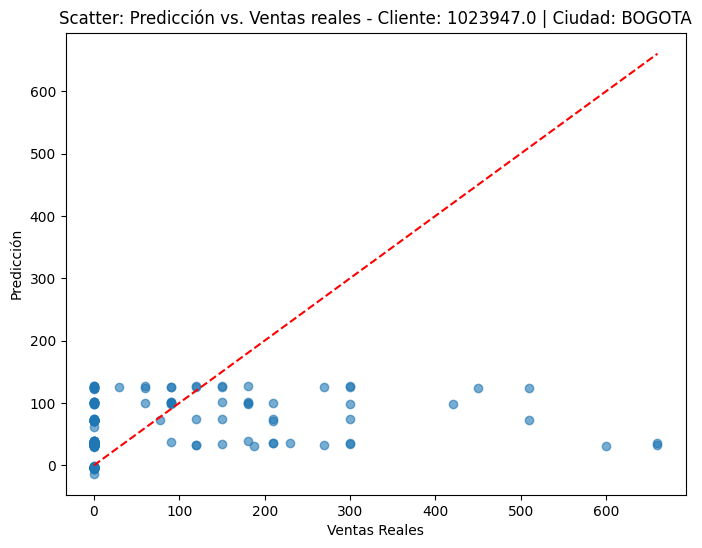 Scatter: Predicción vs. Ventas reales - Cliente: 1023947.0 | Ciudad: BOGOTA
Predicción
600
500
400
300
200
100
0
0 100 200 300 400 500 600
Ventas Reales